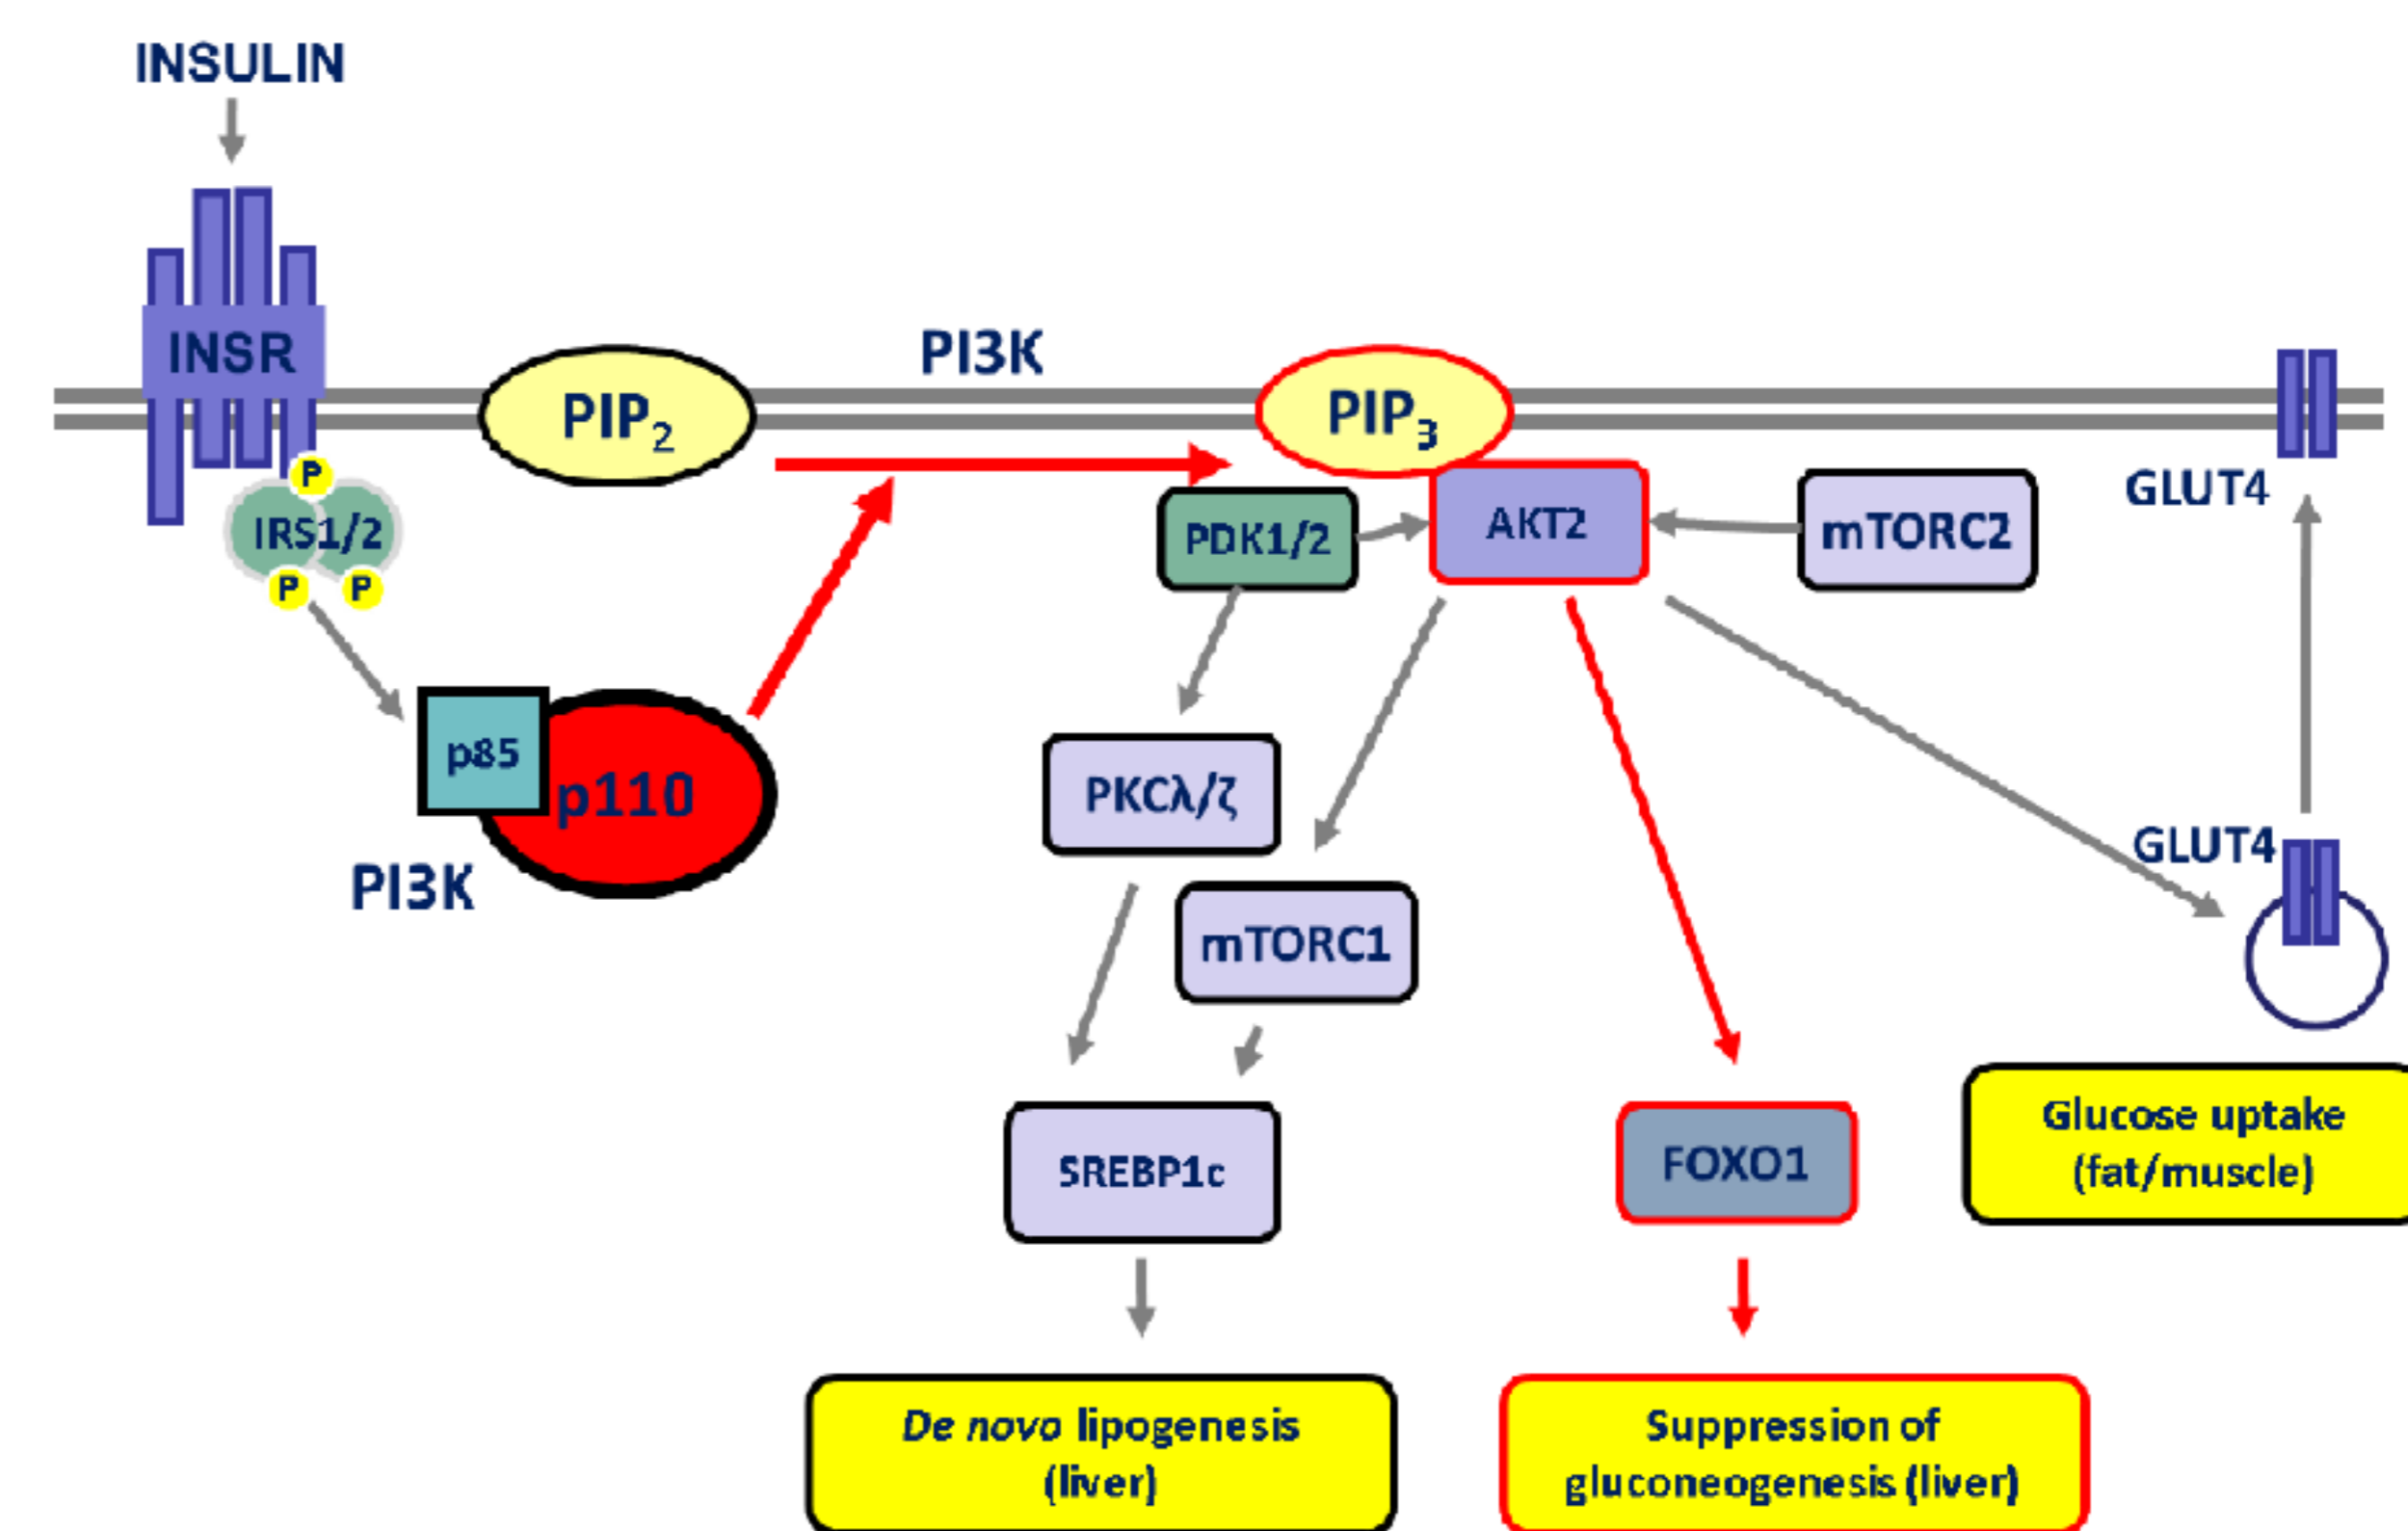 INSULIN
INSR
PI3K
PIP2
PIP3
P
IRS1/2
P
P
PDK1/2
AKT2
mTORC2
GLUT4
p85
p110
PI3K
PKCλ/ζ
GLUT4
mTORC1
SREBP1c
FOXO1
Glucose uptake
(fat/muscle)
De novo lipogenesis
(liver)
Suppression of
gluconeogenesis (liver)